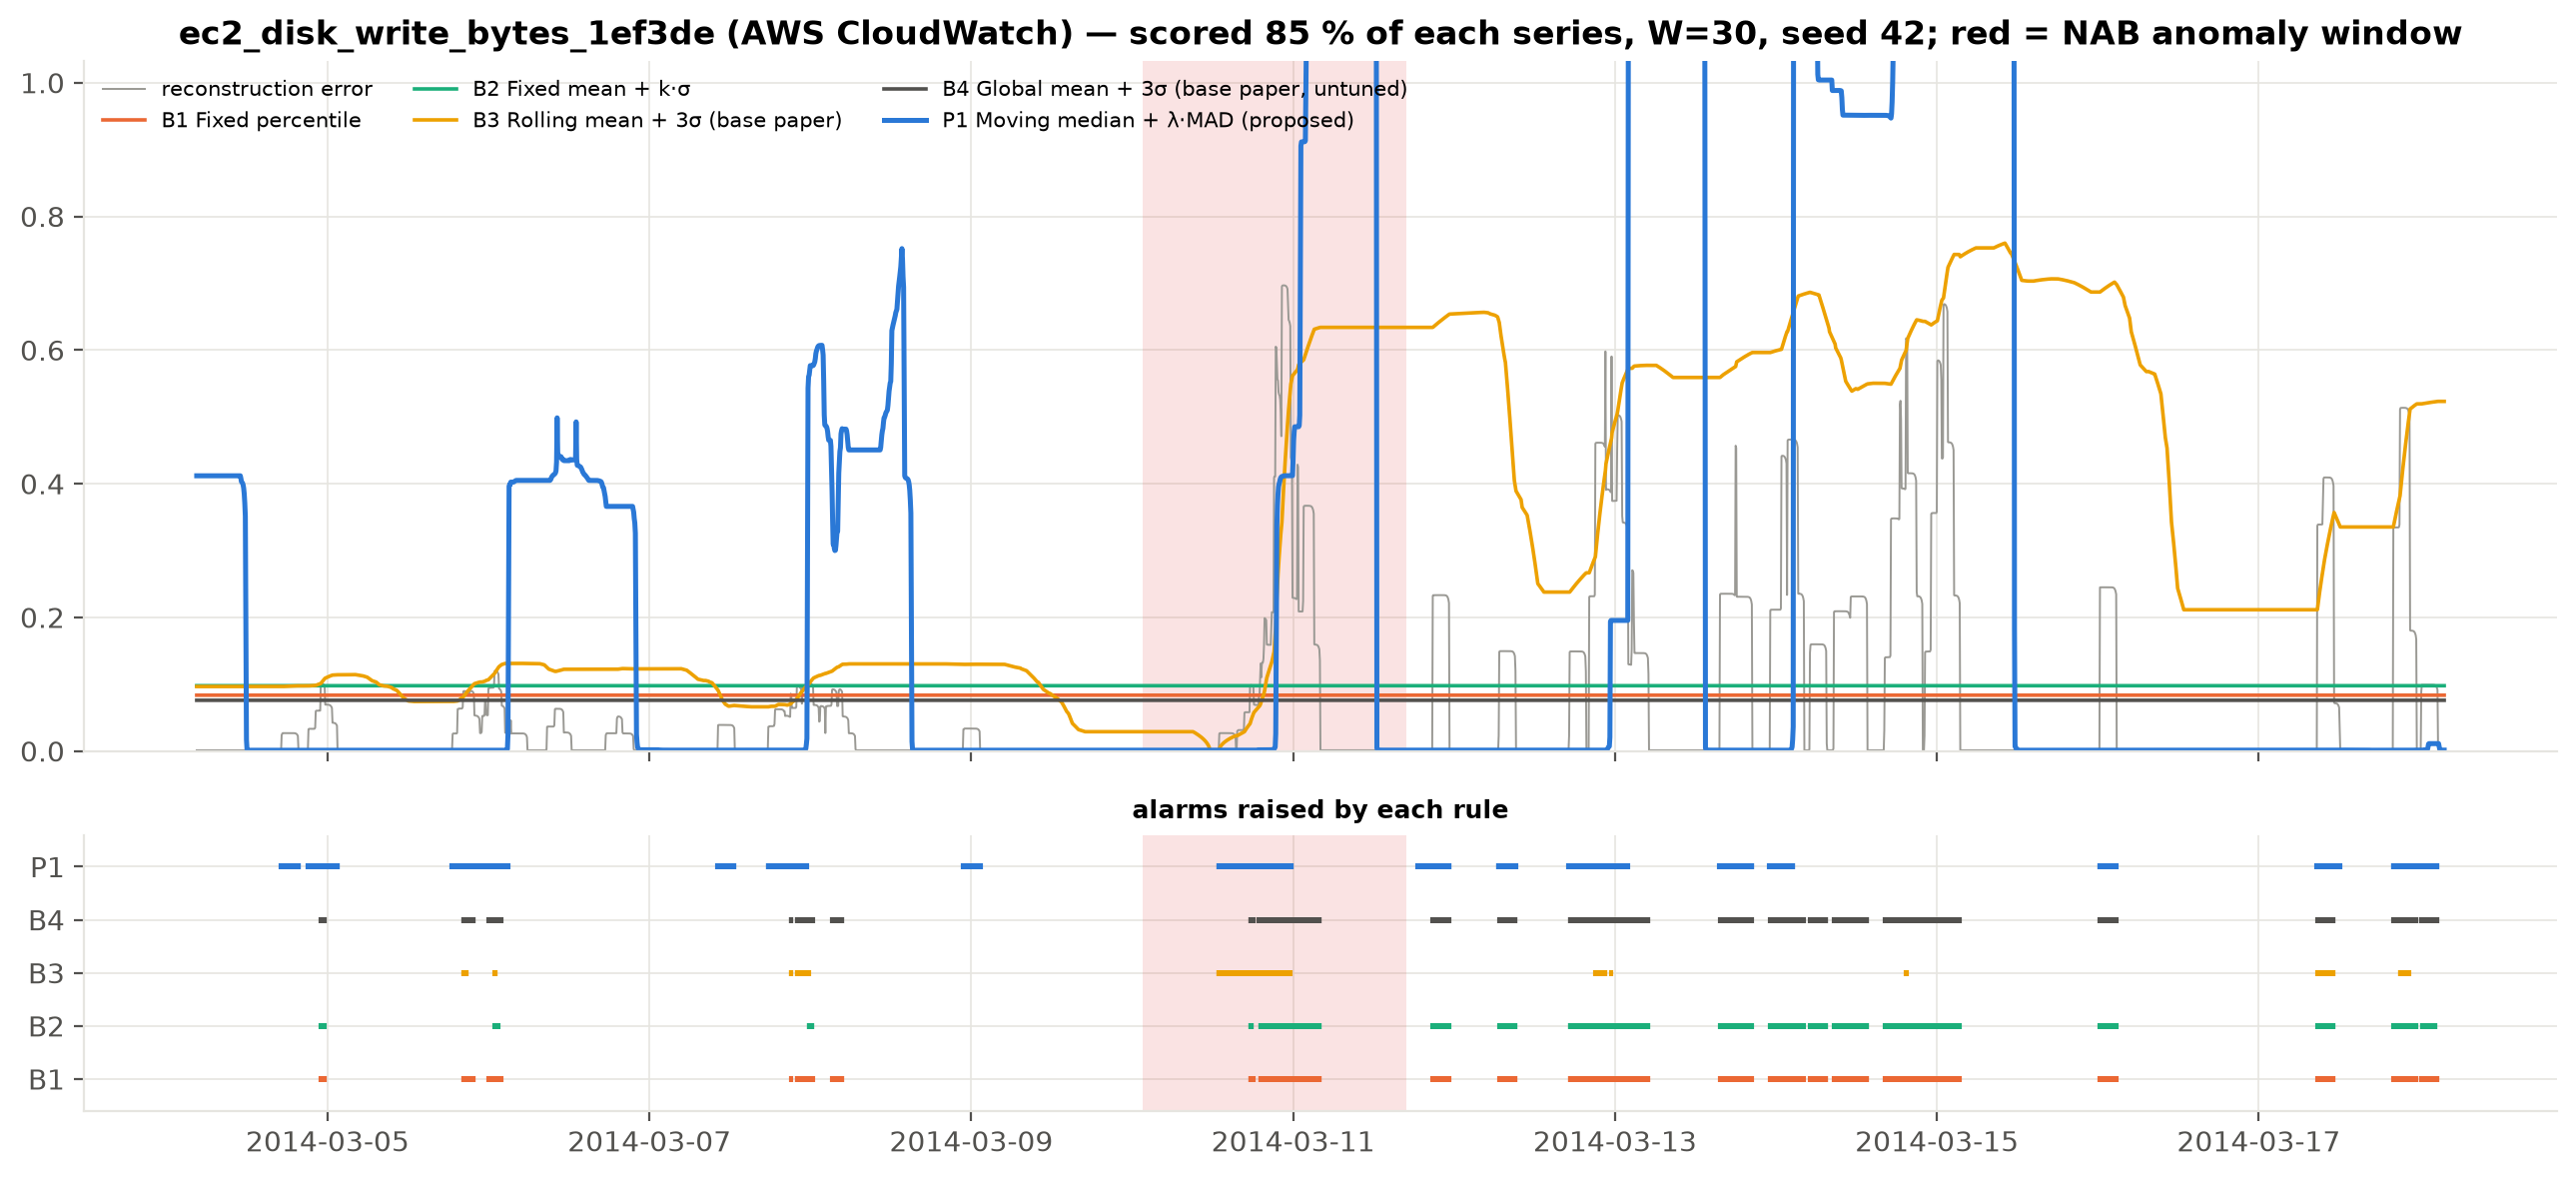 ec2_disk_write_bytes_1ef3de (AWS CloudWatch) — scored 85 % of each series, W=30, seed 42; red = NAB anomaly window
reconstruction error
B1 Fixed percentile
B2 Fixed mean + k·σ
B3 Rolling mean + 3σ (base paper)
B4 Global mean + 3σ (base paper, untuned)
P1 Moving median + λ·MAD (proposed)
1.0
0.8
0.6
0.4
0.2
0.0
alarms raised by each rule
P1
B4
B3
B2
B1
2014-03-05
2014-03-07
2014-03-09
2014-03-11
2014-03-13
2014-03-15
2014-03-17